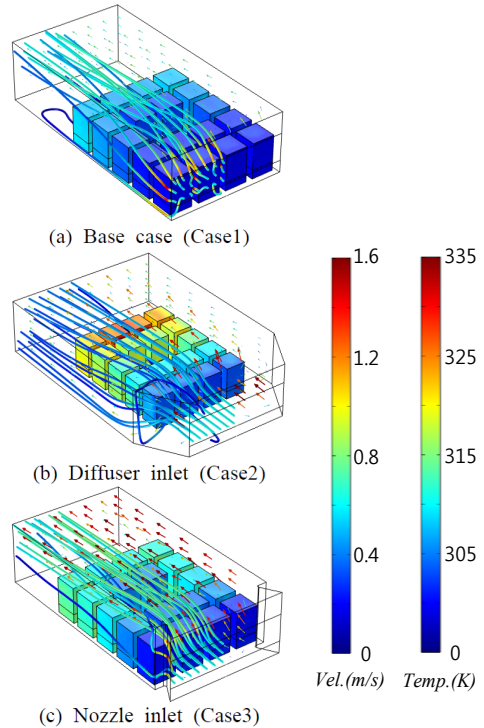 (a) Base case (Case1)
1.6
335
1.2
325
(b) Diffuser inlet (Case2)
0.8
315
0.4
305
0
0
Vel.(m/s)
Temp.(K)
(c) Nozzle inlet (Case3)